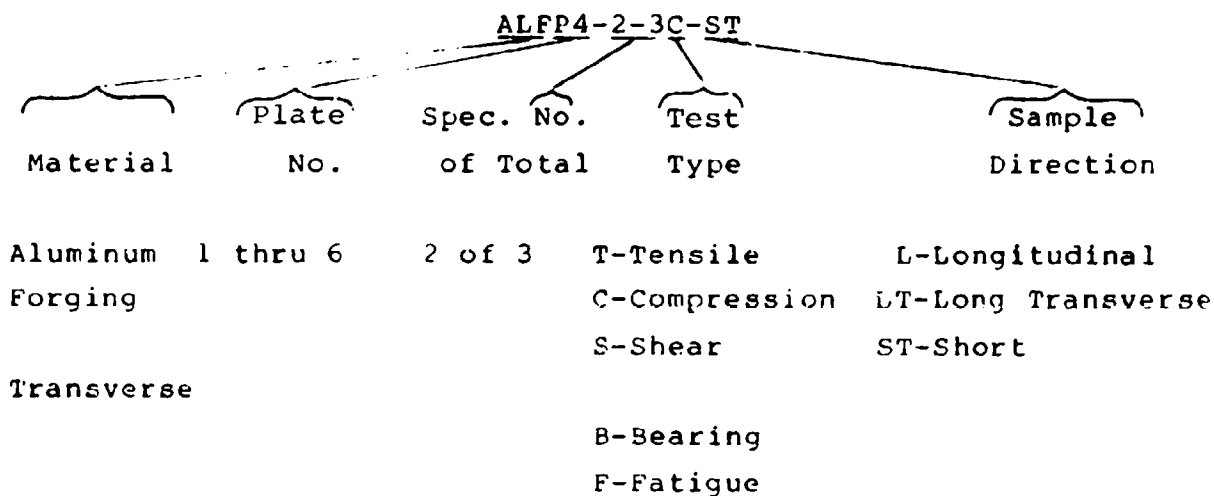 ALFP4-2-3C-ST
Plate Spec. No. Test Sample
Material No. of Total Type Direction
Aluminum 1 thru 6 2 of 3 T-Tensile L-Longitudinal
Forging C-Compression LT-Long Transverse
S-Shear ST-Short
Transverse
B-Bearing
F-Fatigue